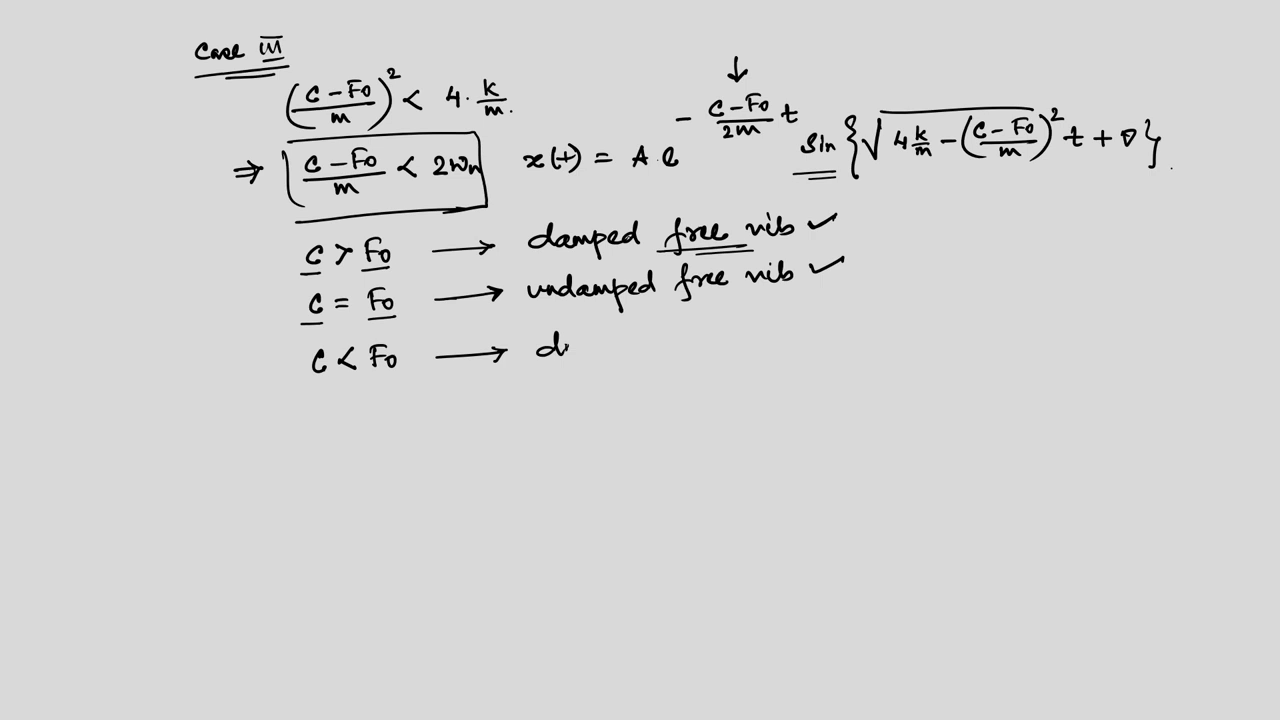 Case III
((C - F0)/m)² < 4 · k/m.
⇒ (C - F0)/m < 2ωn x(t) = A · e^(- (C - F0)/(2m) t) sin {√(4 k/m - ((C - F0)/m)²) t + ∇}
C > F0 → damped free vib ✓
C = F0 → undamped free vib ✓
C < F0 → d